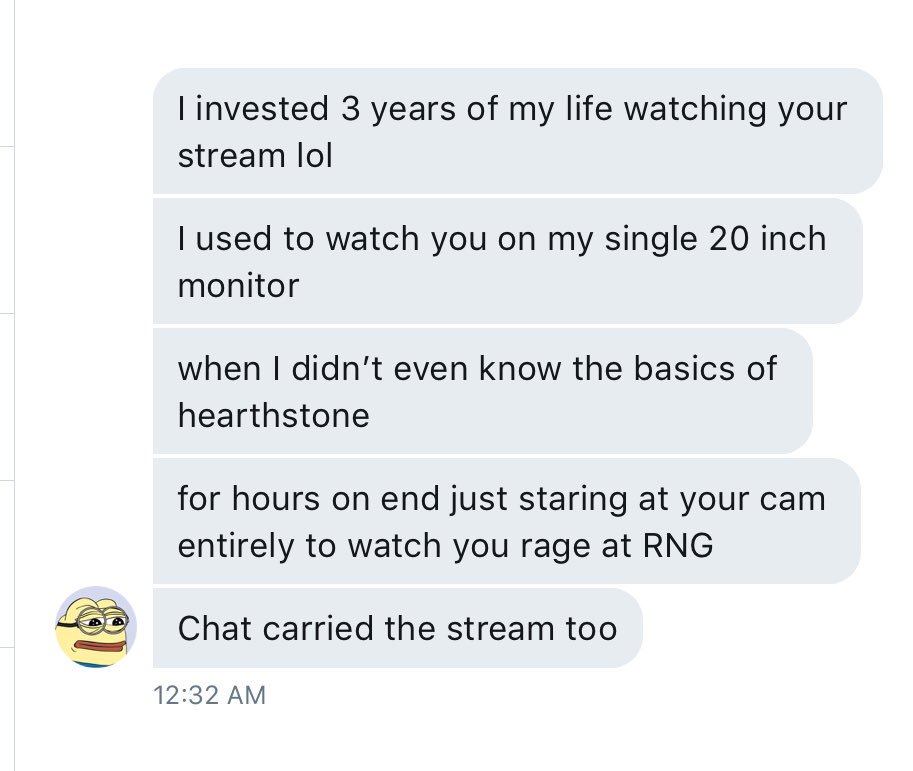 I invested 3 years of my life watching your
stream lol
I used to watch you on my single 20 inch
monitor
when I didn’t even know the basics of
hearthstone
for hours on end just staring at your cam
entirely to watch you rage at RNG
Chat carried the stream too
12:32 AM